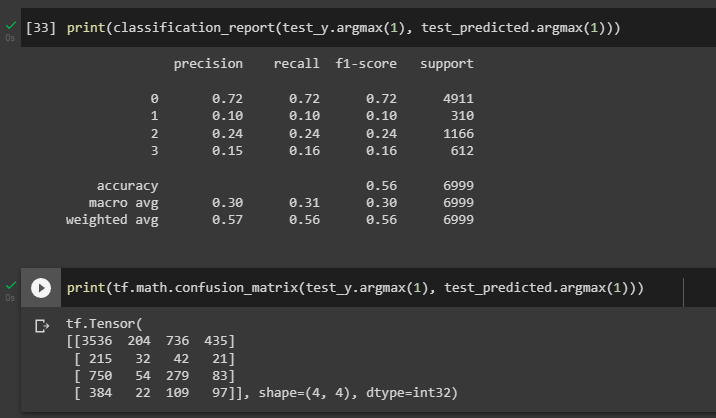 [33] print(classification_report(test_y.argmax(1), test_predicted.argmax(1)))
0s
precision recall f1-score support
0 0.72 0.72 0.72 4911
1 0.10 0.10 0.10 310
2 0.24 0.24 0.24 1166
3 0.15 0.16 0.16 612
accuracy 0.56 6999
macro avg 0.30 0.31 0.30 6999
weighted avg 0.57 0.56 0.56 6999
print(tf.math.confusion_matrix(test_y.argmax(1), test_predicted.argmax(1)))
0s
tf.Tensor(
[[3536 204 736 435]
[ 215 32 42 21]
[ 750 54 279 83]
[ 384 22 109 97]], shape=(4, 4), dtype=int32)